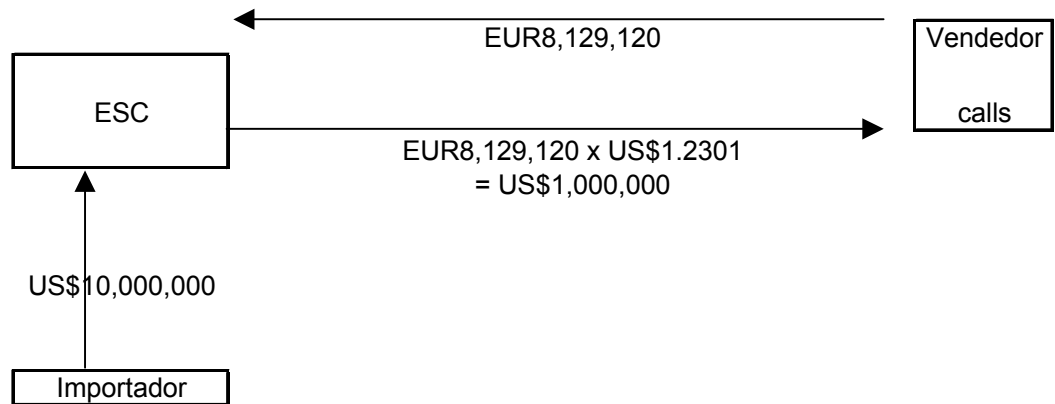 EUR8,129,120
Vendedor
calls
ESC
EUR8,129,120 x US$1.2301
= US$1,000,000
US$10,000,000
Importador